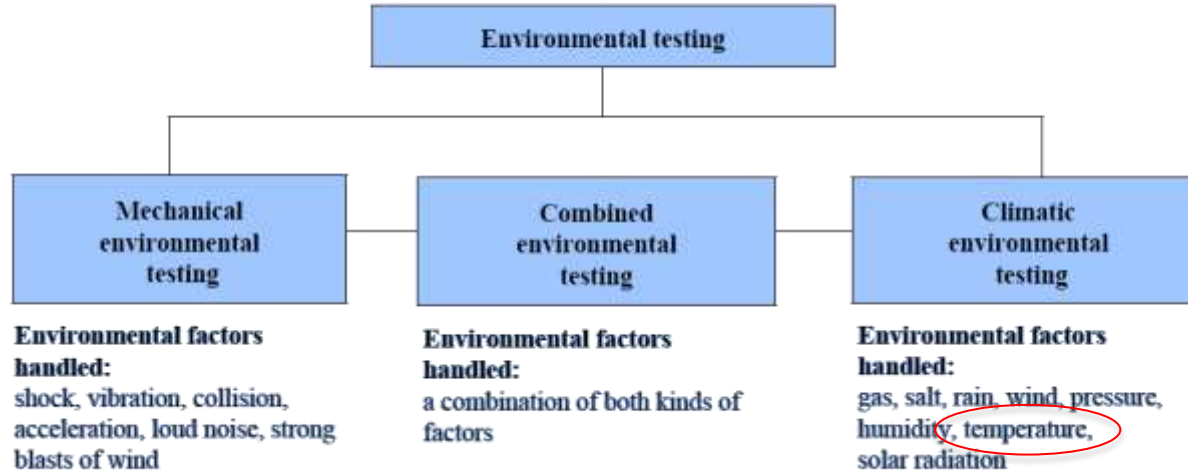 Environmental testing
Mechanical
environmental
testing
Combined
environmental
testing
Climatic
environmental
testing
Environmental factors
handled:
shock, vibration, collision,
acceleration, loud noise, strong
blasts of wind
Environmental factors
handled:
a combination of both kinds of
factors
Environmental factors
handled:
gas, salt, rain, wind, pressure,
humidity, temperature,
solar radiation